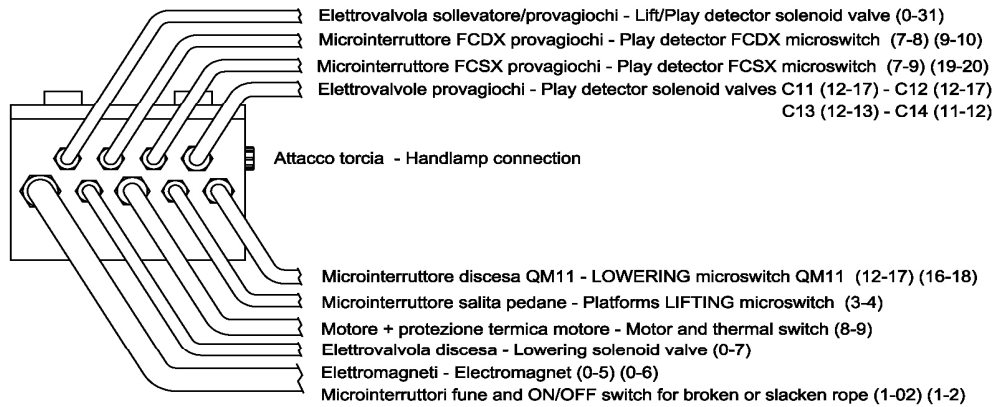 Elettrovalvola sollevatore/provagiochi - Lift/Play detector solenoid valve (0-31)
Microinterruttore FCDX provagiochi - Play detector FCDX microswitch (7-8) (9-10)
Microinterruttore FCSX provagiochi - Play detector FCSX microswitch (7-9) (19-20)
Elettrovalvole provagiochi - Play detector solenoid valves C11 (12-17) - C12 (12-17)
C13 (12-13) - C14 (11-12)
Attacco torcia - Handlamp connection
Microinterruttore discesa QM11 - LOWERING microswitch QM11 (12-17) (16-18)
Microinterruttore salita pedane - Platforms LIFTING microswitch (3-4)
Motore + protezione termica motore - Motor and thermal switch (8-9)
Elettrovalvola discesa - Lowering solenoid valve (0-7)
Elettromagneti - Electromagnet (0-5) (0-6)
Microinterruttori fune and ON/OFF switch for broken or slacken rope (1-02) (1-2)